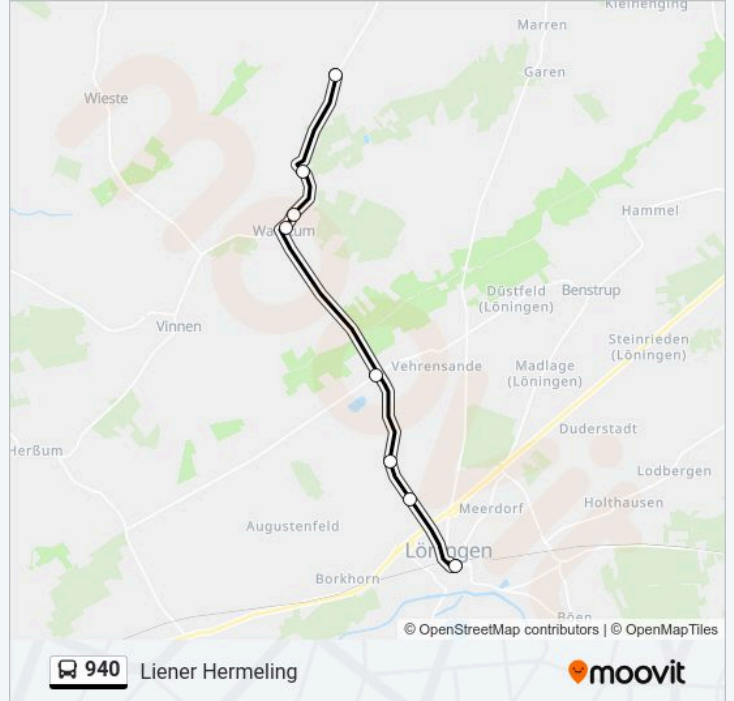 Kleinenging
Marren
Garen
Wieste
Hammel
Düstfeld
(Löningen)
Benstrup
Vinnen
Steinrieden
(Löningen)
Vehrensande
Madlage
(Löningen)
Duderstadt
Herßum
Lodbergen
Holthausen
Meerdorf
Augustenfeld
Löningen
Borkhorn
Böen
© OpenStreetMap contributors | © OpenMapTiles
940
Liener Hermeling
moovit